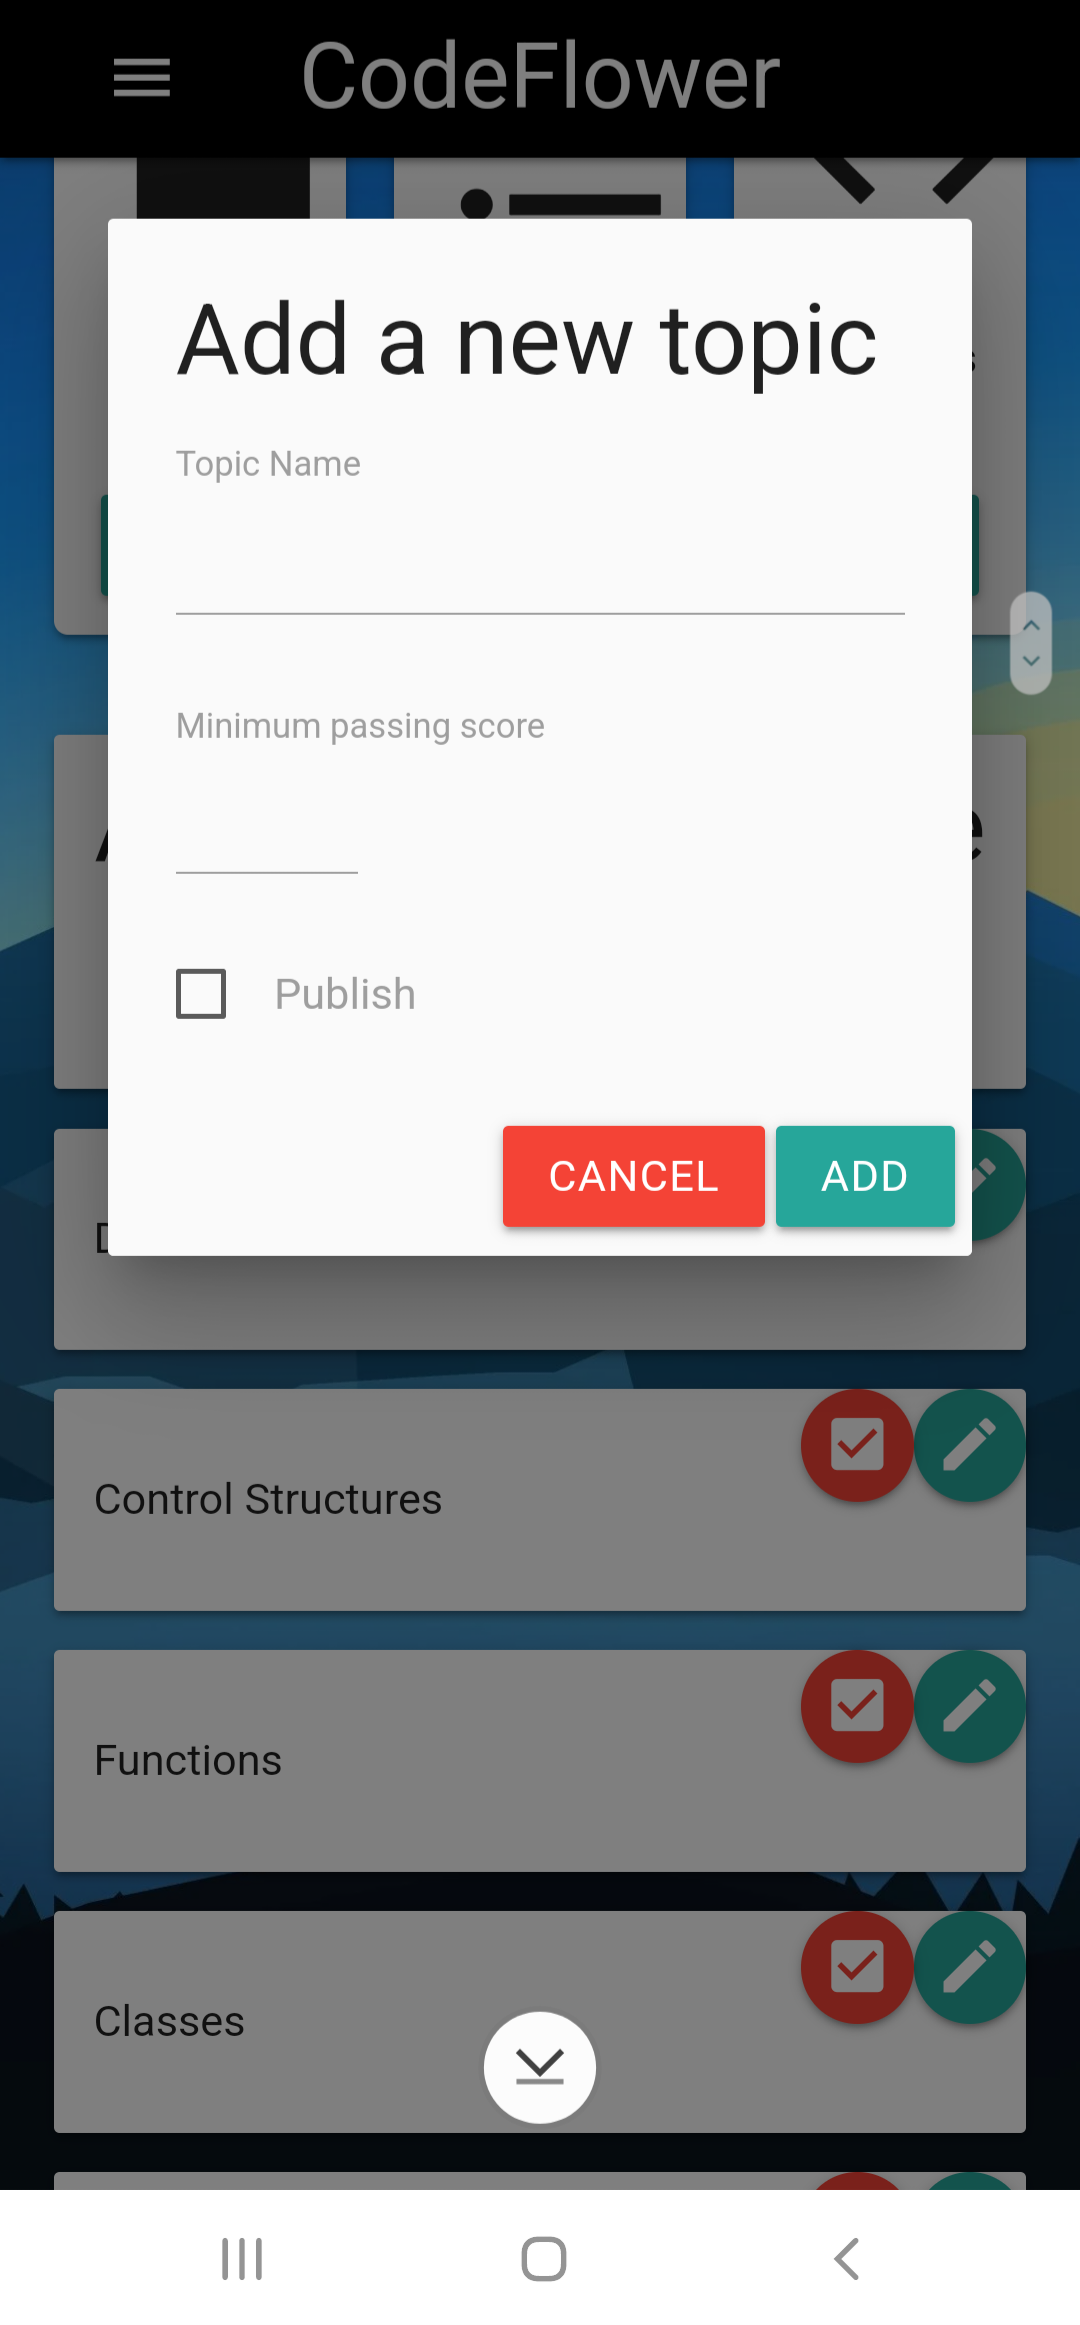 CodeFlower
Add a new topic
Topic Name
Minimum passing score
Publish
CANCEL
ADD
Control Structures
Functions
Classes